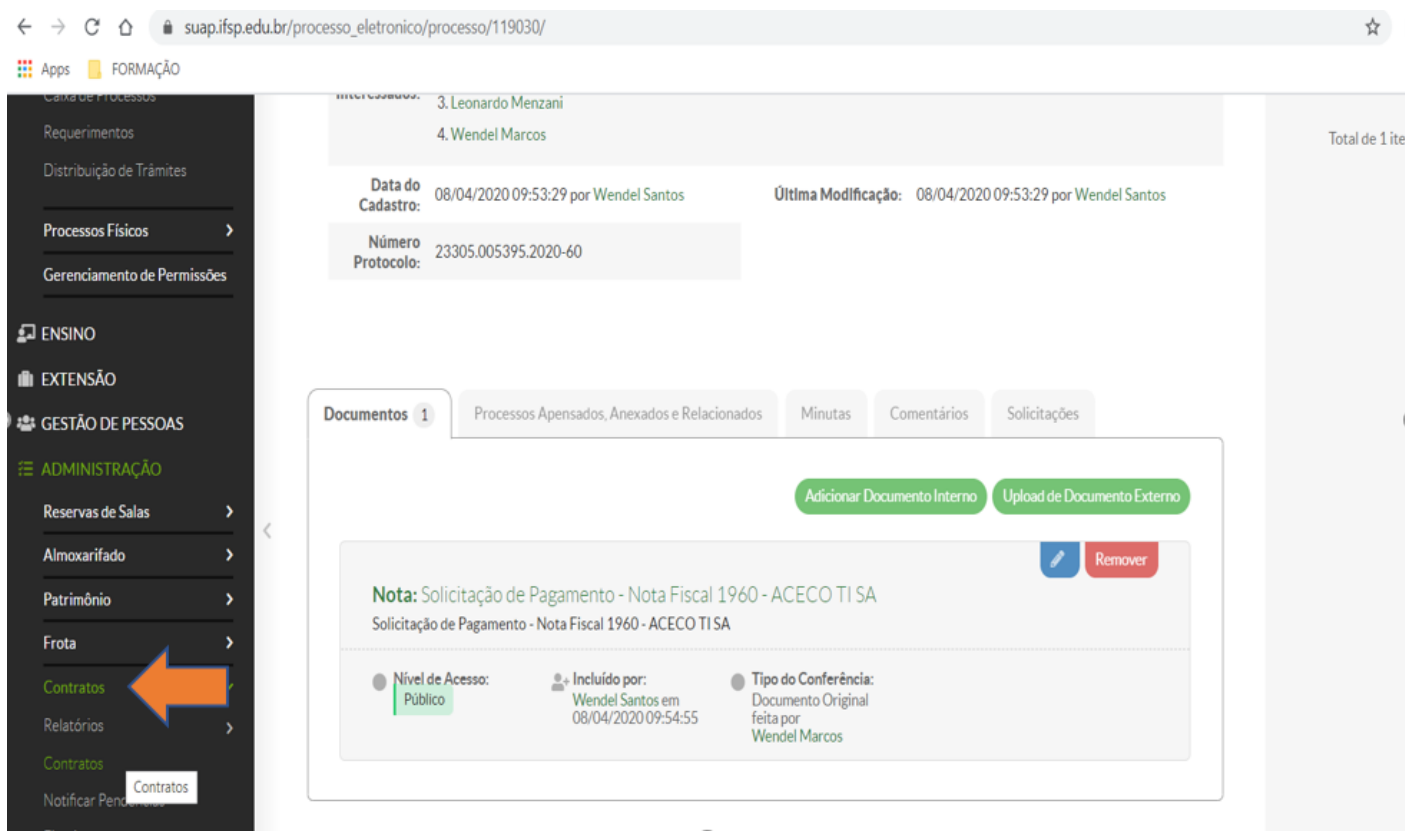 suap.ifsp.edu.br/processo_eletronico/processo/119030/
Apps FORMAÇÃO
Caixa de Processos
Requerimentos
Distribuição de Trâmites
Processos Físicos
Gerenciamento de Permissões
ENSINO
EXTENSÃO
GESTÃO DE PESSOAS
ADMINISTRAÇÃO
Reservas de Salas
Almoxarifado
Patrimônio
Frota
Contratos
Relatórios
Contratos
Contratos
Notificar
Interessados:
3. Leonardo Menzani
4. Wendel Marcos
Data do Cadastro: 08/04/2020 09:53:29 por Wendel Santos
Última Modificação: 08/04/2020 09:53:29 por Wendel Santos
Número Protocolo: 23305.005395.2020-60
Total de 1 ite
Documentos 1 Processos Apensados, Anexados e Relacionados Minutas Comentários Solicitações
Adicionar Documento Interno Upload de Documento Externo
Remover
Nota: Solicitação de Pagamento - Nota Fiscal 1960 - ACECO TI SA
Solicitação de Pagamento - Nota Fiscal 1960 - ACECO TI SA
Nível de Acesso:
Público
Incluído por:
Wendel Santos em
08/04/2020 09:54:55
Tipo do Conferência:
Documento Original
feita por
Wendel Marcos